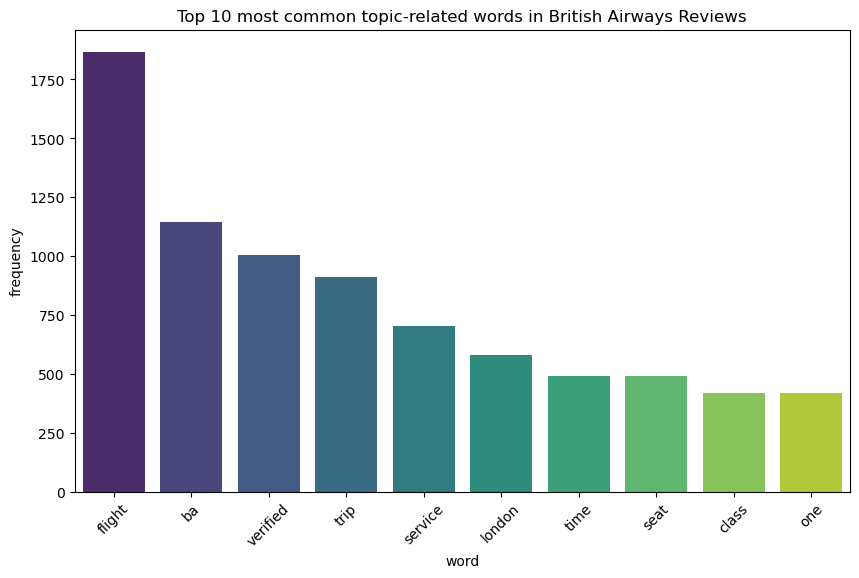 Top 10 most common topic-related words in British Airways Reviews
frequency
1750
1500
1250
1000
750
500
250
0
flight
ba
verified
trip
service
london
time
seat
class
one
word